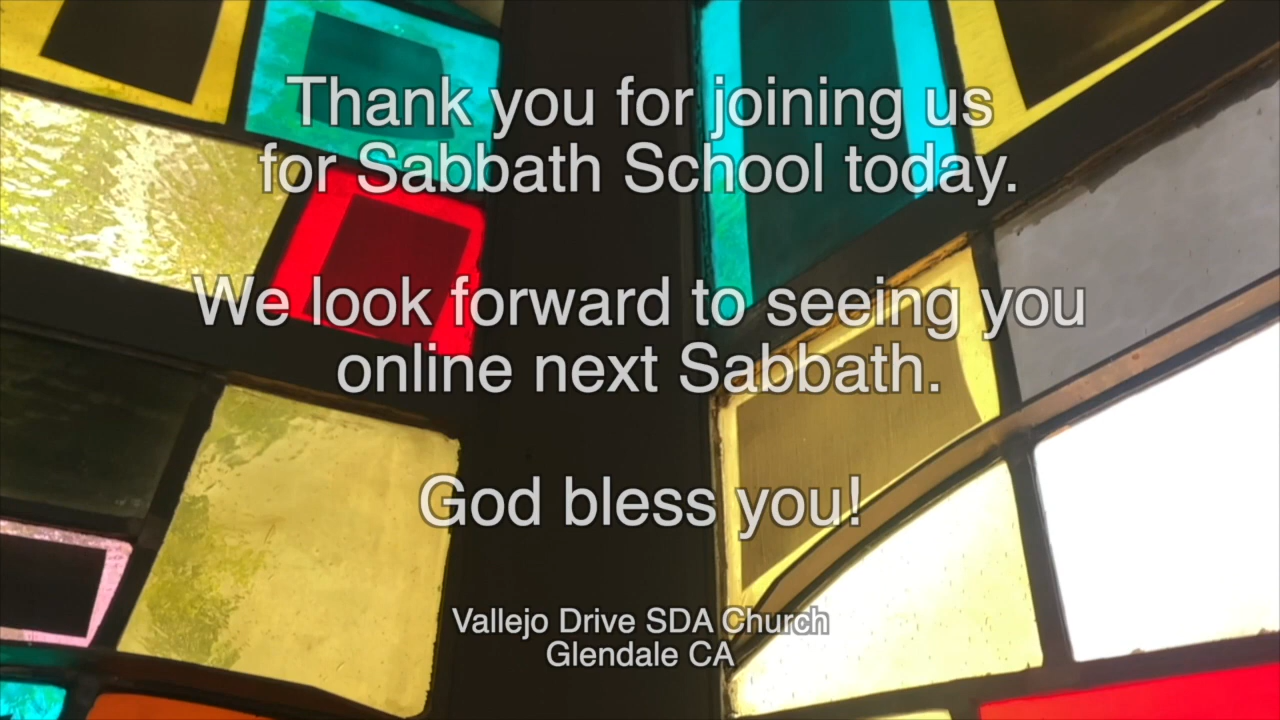 Thank you for joining us
for Sabbath School today.
We look forward to seeing you
online next Sabbath.
God bless you!
Vallejo Drive SDA Church
Glendale CA